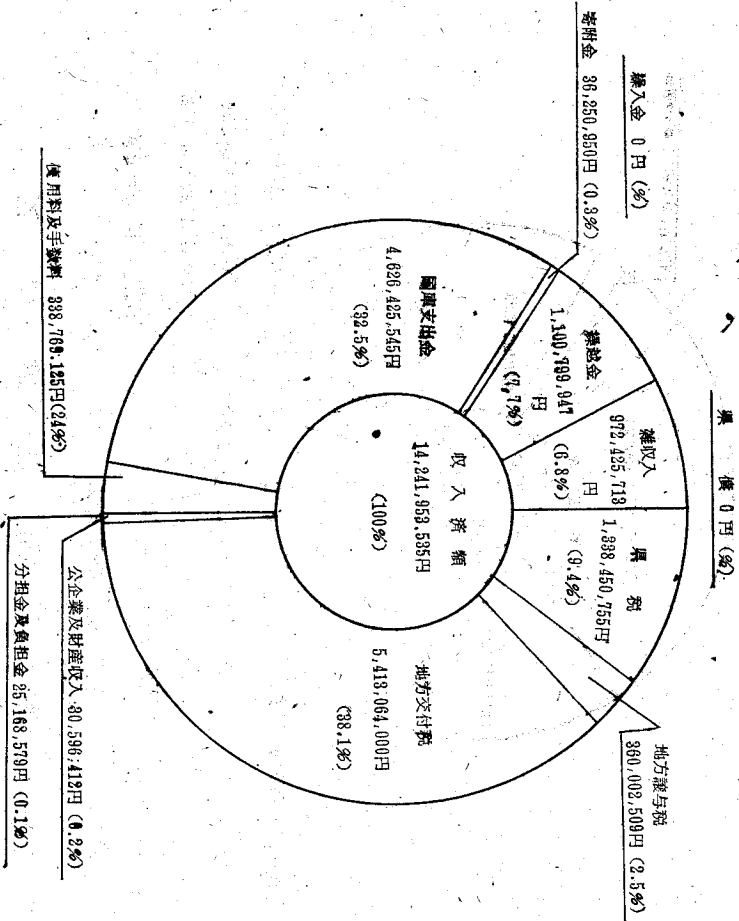 県債 0円 (%)
繰入金 0円 (%)
寄附金 36,250,950円 (0.3%)
繰越金
1,100,799,947
円
(7.7%)
雑収入
972,425,713
円
(6.8%)
県税
1,338,450,755円
(9.4%)
地方譲与税
360,002,509円 (2.5%)
国庫支出金
4,626,425,545円
(32.5%)
収入済額
14,241,953,535円
(100%)
地方交付税
5,413,064,000円
(38.1%)
使用料及手数料 338,769,125円(24%)
公企業及財産収入 30,596,412円 (0.2%)
分担金及負担金 25,168,579円 (0.1%)